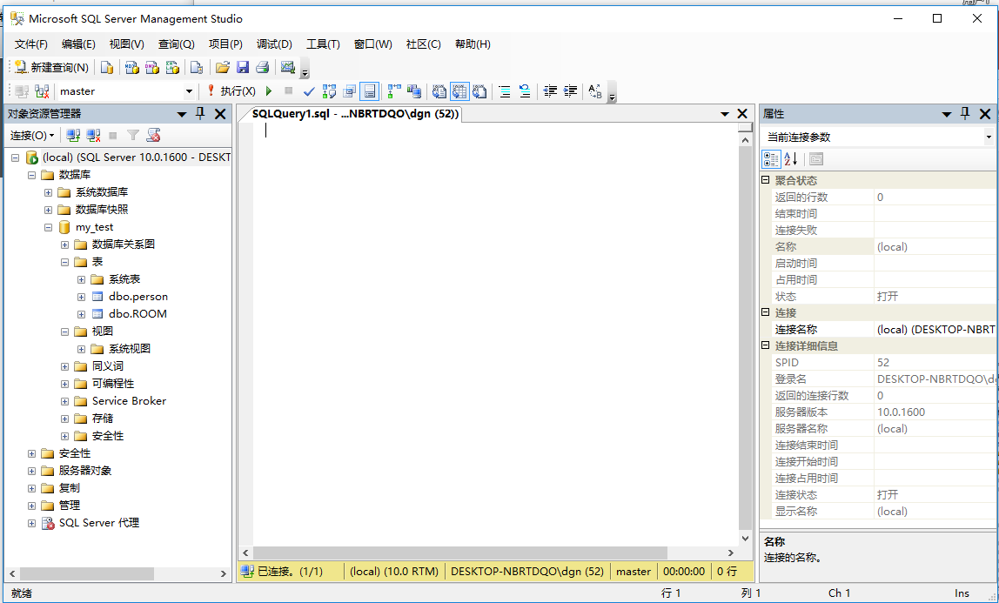 Microsoft SQL Server Management Studio
文件(F) 编辑(E) 视图(V) 查询(Q) 项目(P) 调试(D) 工具(T) 窗口(W) 社区(C) 帮助(H)
新建查询(N)
master 执行(X)
对象资源管理器
连接(O)
(local) (SQL Server 10.0.1600 - DESKT
数据库
系统数据库
数据库快照
my_test
数据库关系图
表
系统表
dbo.person
dbo.ROOM
视图
系统视图
同义词
可编程性
Service Broker
存储
安全性
安全性
服务器对象
复制
管理
SQL Server 代理
SQLQuery1.sql - ...NBRTDQO\dgn (52))
已连接。(1/1) (local) (10.0 RTM) DESKTOP-NBRTDQO\dgn (52) master 00:00:00 0 行
属性
当前连接参数
聚合状态
返回的行数 0
结束时间
连接失败
名称 (local)
启动时间
占用时间
状态 打开
连接
连接名称 (local) (DESKTOP-NBRT
连接详细信息
SPID 52
登录名 DESKTOP-NBRTDQO\dg
返回的连接行数 0
服务器版本 10.0.1600
服务器名称 (local)
连接结束时间
连接开始时间
连接占用时间
连接状态 打开
显示名称 (local)
名称
连接的名称。
就绪 行 1 列 1 Ch 1 Ins